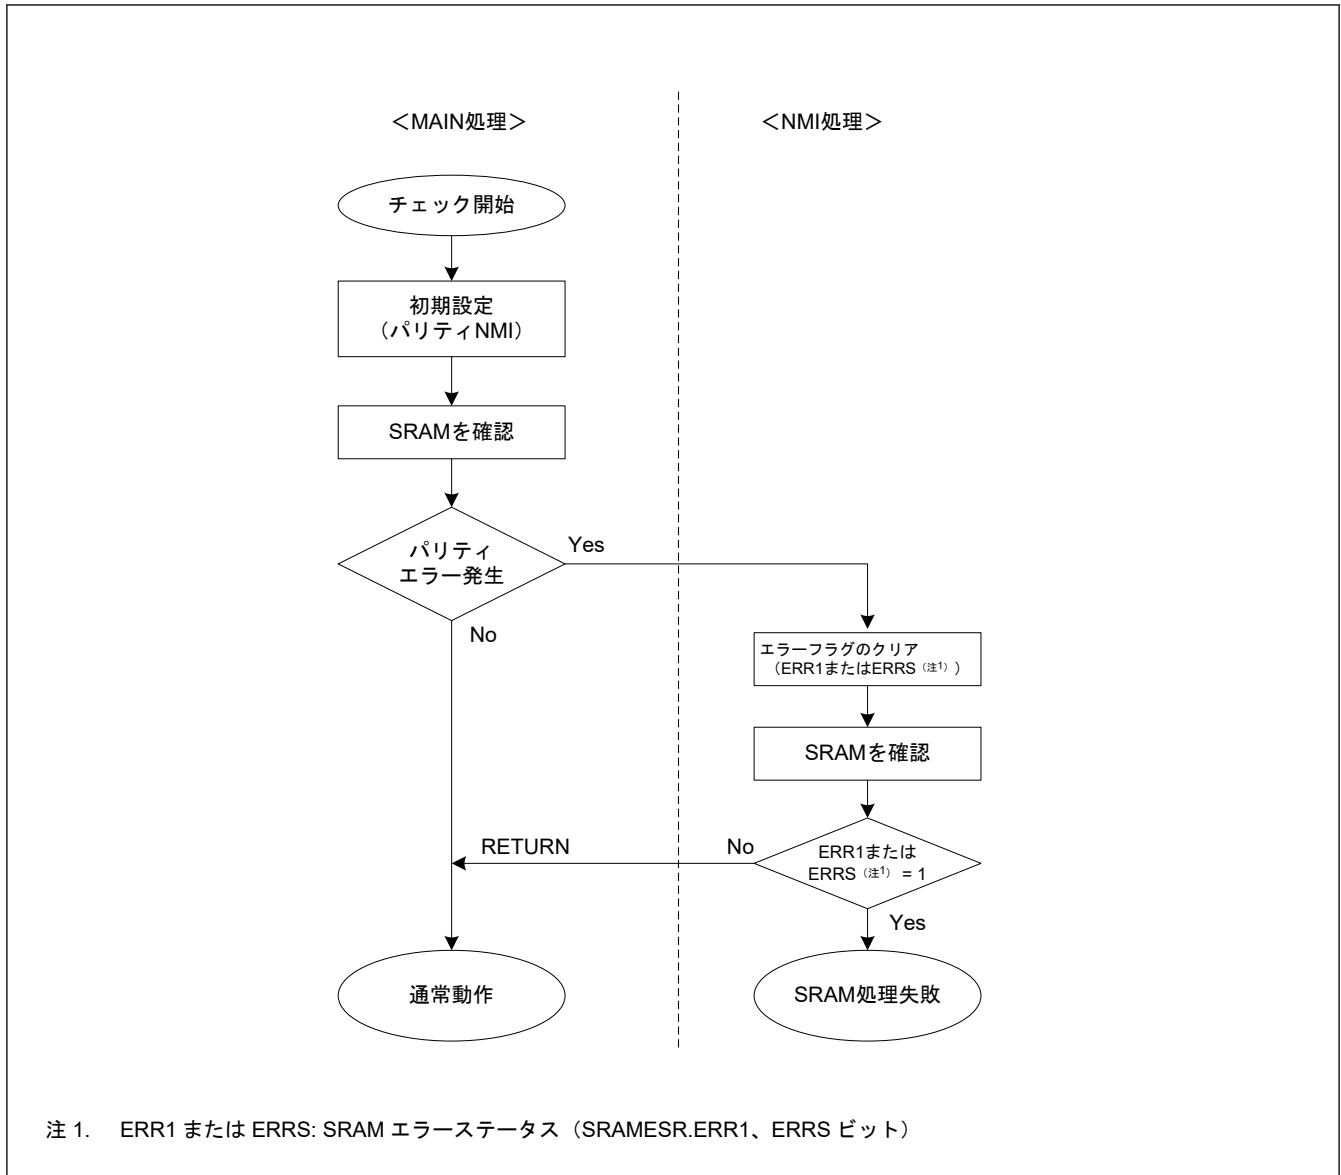 ＜MAIN処理＞
＜NMI処理＞
チェック開始
初期設定
（パリティNMI）
SRAMを確認
パリティ
エラー発生
Yes
No
エラーフラグのクリア
（ERR1またはERRS（注1））
SRAMを確認
ERR1または
ERRS（注1） = 1
No
RETURN
Yes
通常動作
SRAM処理失敗
注 1. ERR1 または ERRS: SRAM エラーステータス（SRAMESR.ERR1、ERRS ビット）